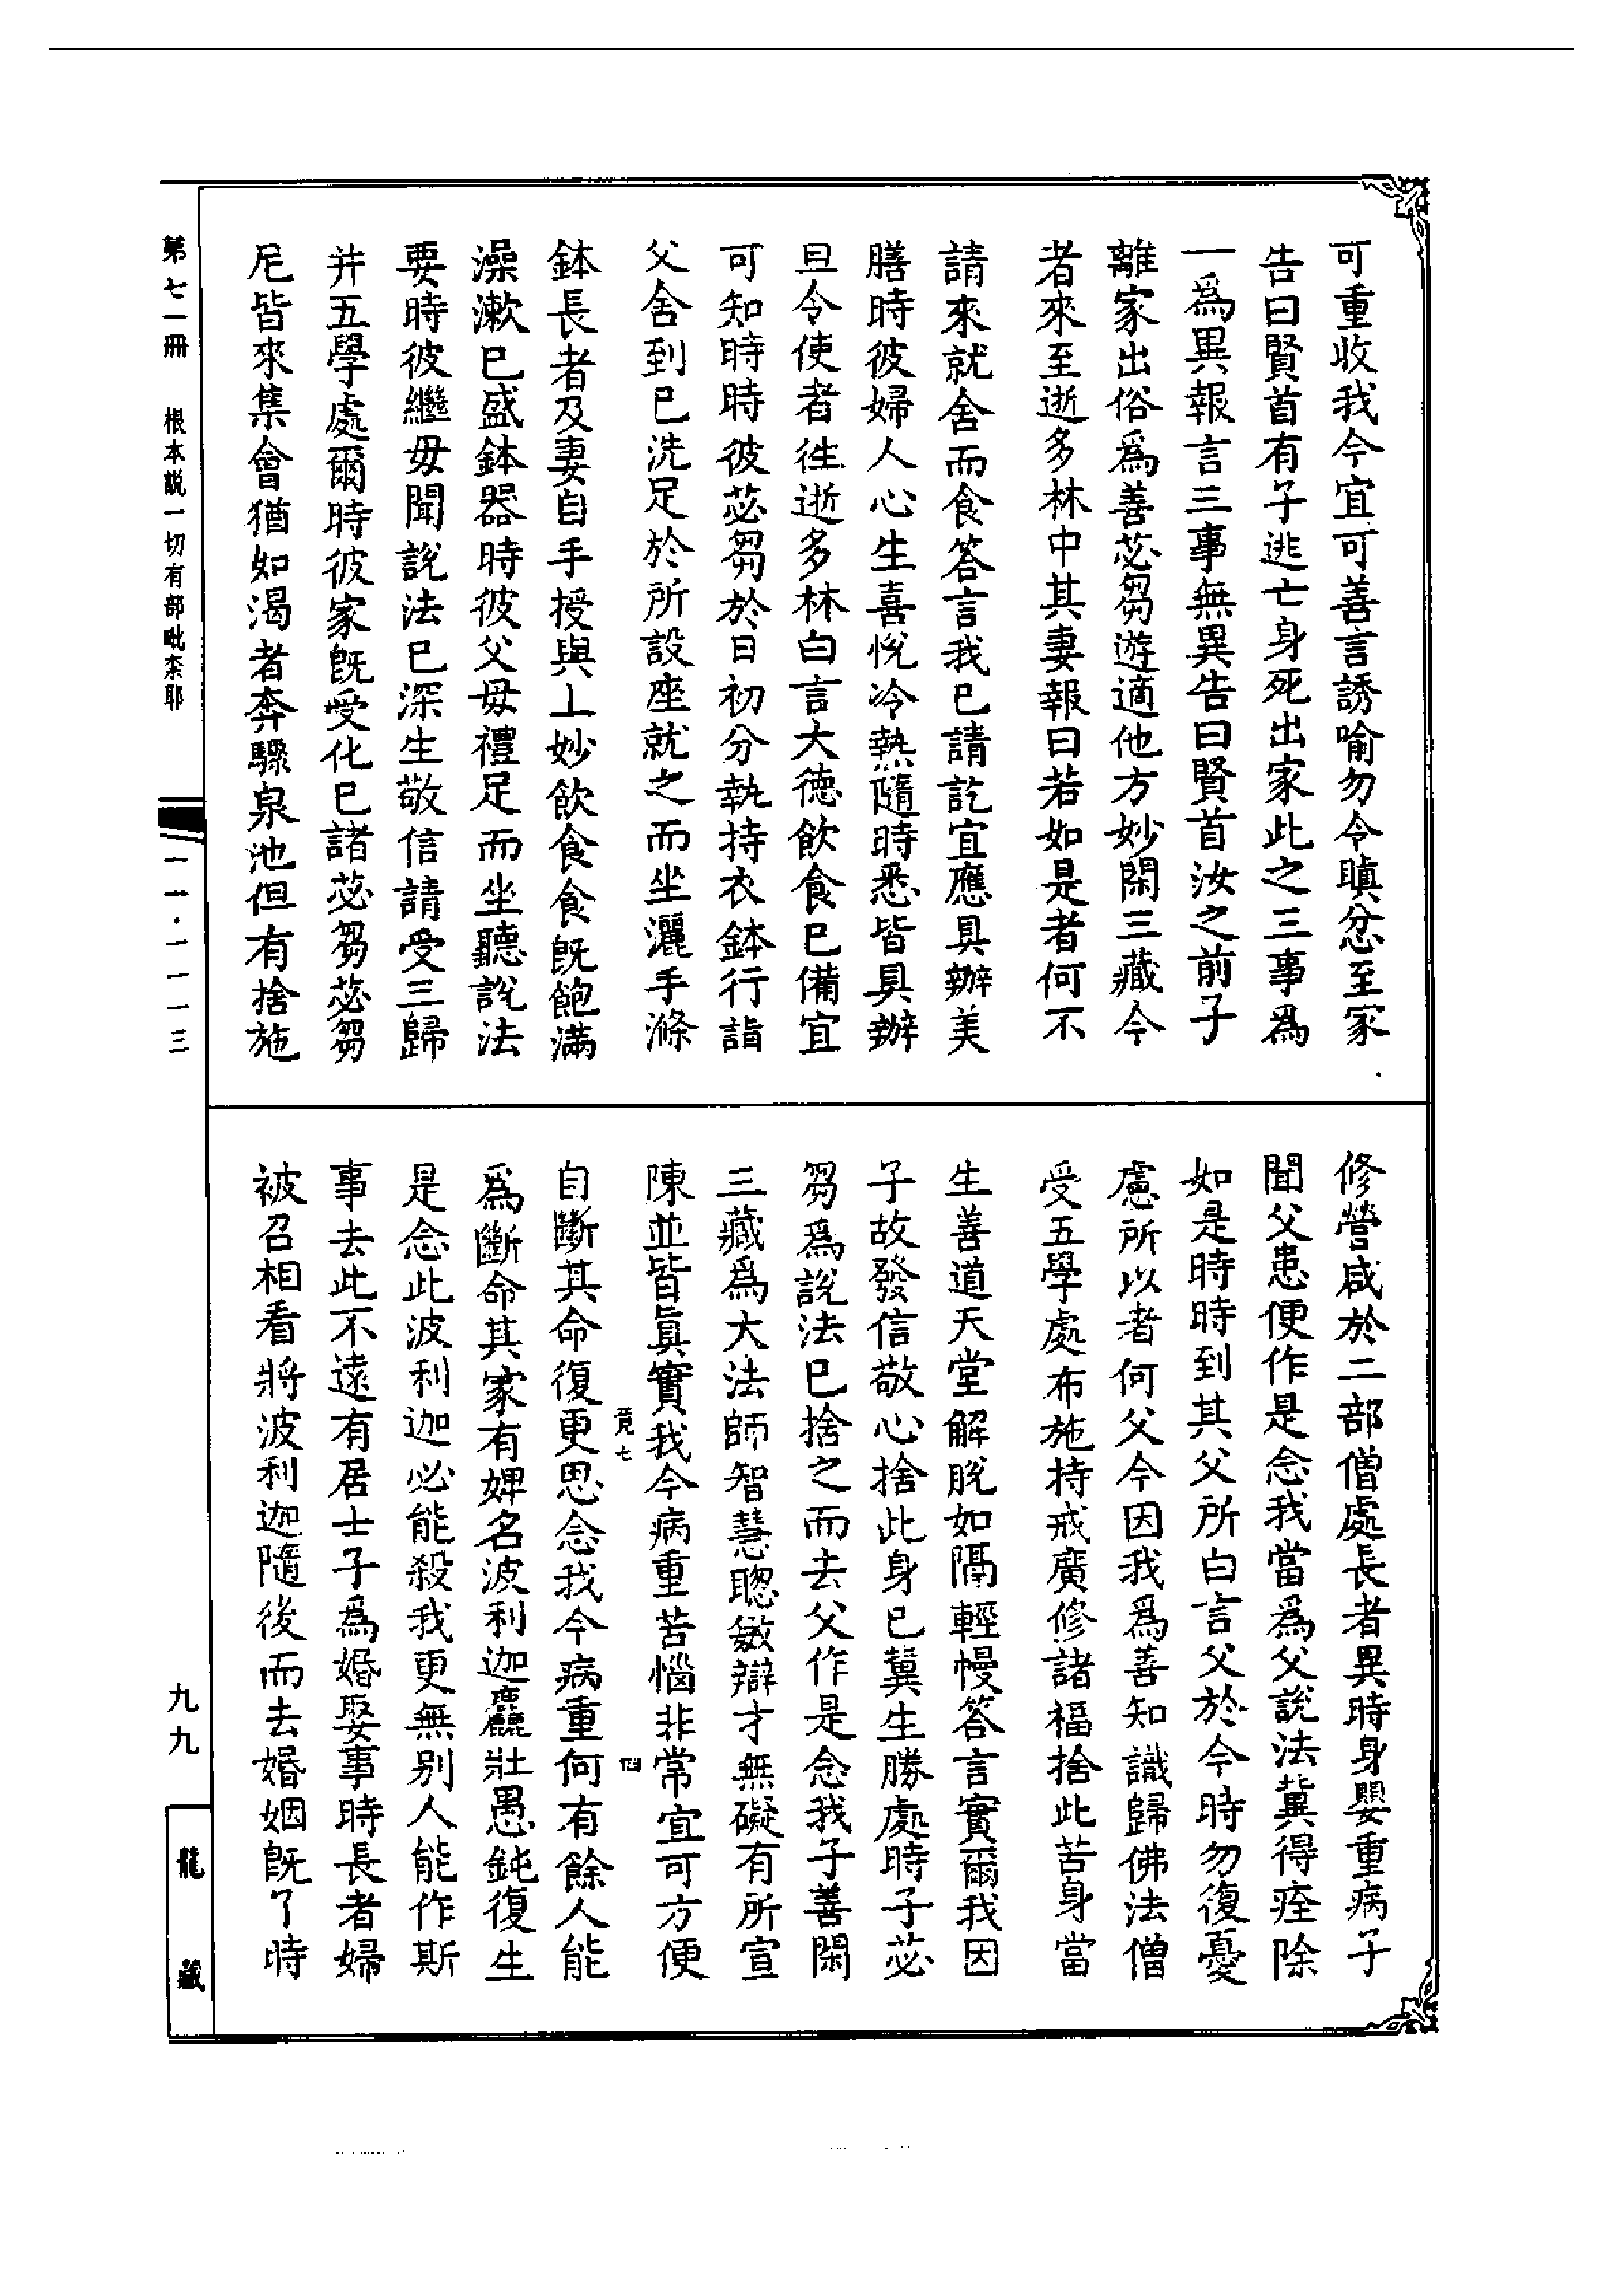 可重收我今宜可善言誘喻勿令瞋忿至家
告曰賢首有子逃亡身死出家此之三事爲
一爲異報言三事無異告曰賢首汝之前子
離家出俗爲善苾芻遊適他方妙閑三藏今
者來至逝多林中其妻報曰若如是者何不
請來就舍而食答言我已請訖宜應具辦美
膳時彼婦人心生喜悅冷熱隨時悉皆具辦
旦令使者徃逝多林白言大德飲食已備宜
可知時時彼苾芻於日初分執持衣鉢行詣
父舍到已洗足於所設座就之而坐灑手滌
鉢長者及妻自手授與上妙飲食食旣飽滿
澡漱已盛鉢器時彼父母禮足而坐聽說法
要時彼繼母聞說法已深生敬信請受三歸
并五學處爾時彼家旣受化已諸苾芻苾芻
尼皆來集會猶如渴者奔驟泉池但有捨施
修營咸於二部僧處長者異時身嬰重病子
聞父患便作是念我當爲父說法冀得痊除
如是時時到其父所白言父於今時勿復憂
慮所以者何父今因我爲善知識歸佛法僧
受五學處布施持戒廣修諸福捨此苦身當
生善道天堂解脫如隔輕幔答言實爾我因
子故發信敬心捨此身已冀生勝處時子苾
芻爲說法已捨之而去父作是念我子善閑
三藏爲大法師智慧聰敏辯才無礙有所宣
陳並皆眞實我今病重苦惱非常宜可方便
竟七
四
自斷其命復更思念我今病重何有餘人能
爲斷命其家有婢名波利迦麤壯愚鈍復生
是念此波利迦必能殺我更無別人能作斯
事去此不遠有居士子爲婚娶事時長者婦
被召相看將波利迦隨後而去婚姻旣了時
第七一冊 根本説一切有部毗柰耶
一一·一一一三
九九
龍藏